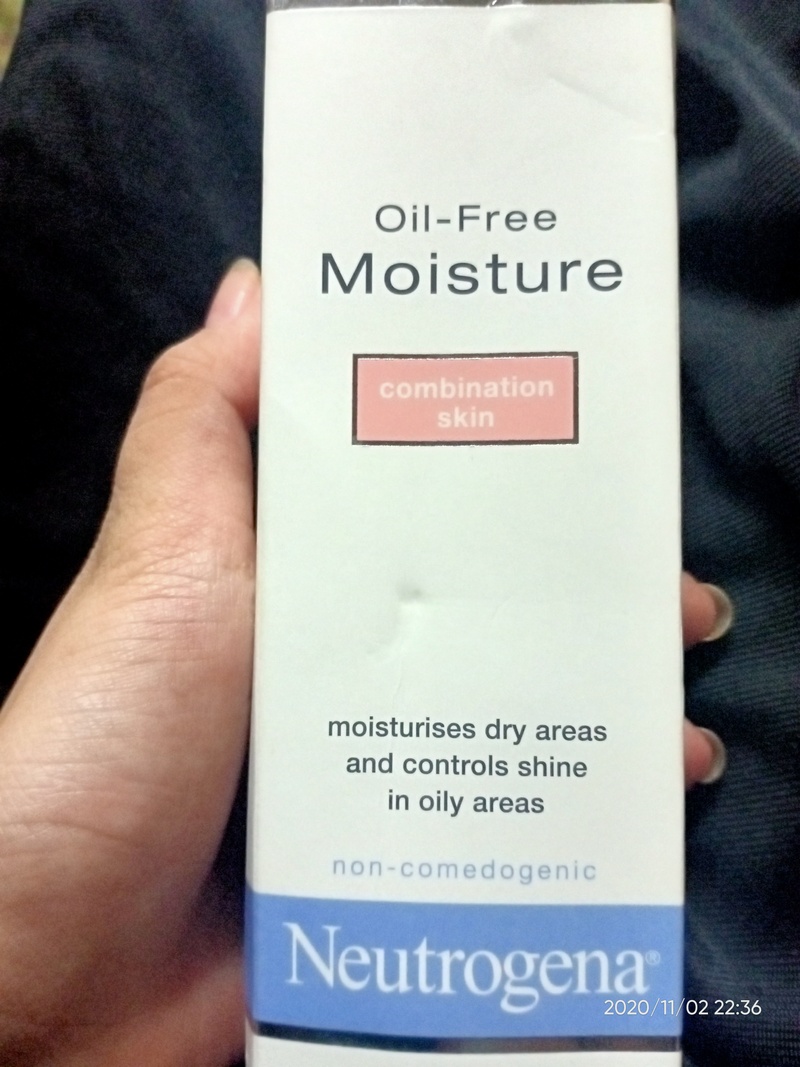 Oil-Free
Moisture
combination
skin
moisturises dry areas
and controls shine
in oily areas
non-comedogenic
Neutrogena®
2020/11/02 22:36